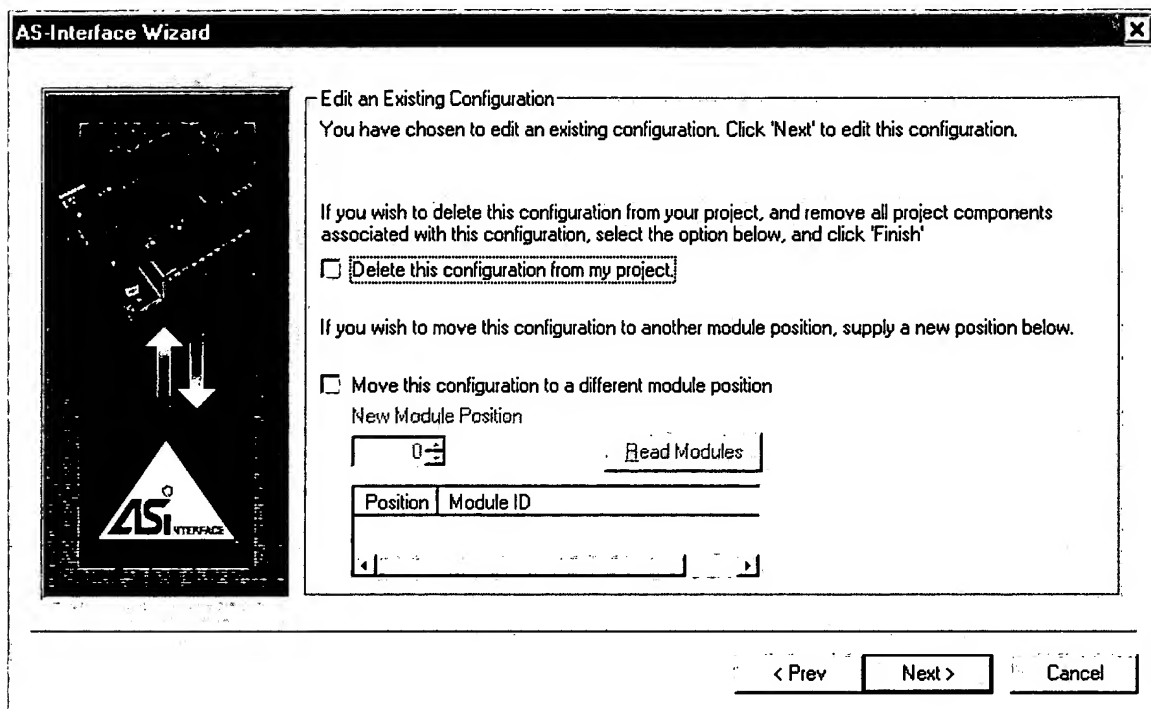 AS-Interface Wizard
Edit an Existing Configuration
You have chosen to edit an existing configuration. Click 'Next' to edit this configuration.
If you wish to delete this configuration from your project, and remove all project components
associated with this configuration, select the option below, and click 'Finish'
Delete this configuration from my project.
If you wish to move this configuration to another module position, supply a new position below.
Move this configuration to a different module position
New Module Position
0
Read Modules
Position Module ID
ASi NTERFACE
< Prev Next > Cancel